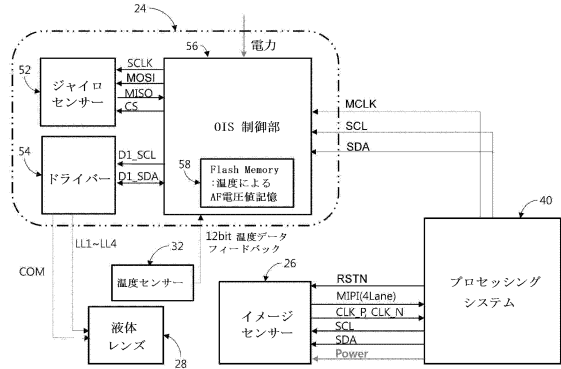 24
電力
52
ジャイロ
センサー
SCLK
MOSI
MISO
CS
56
OIS 制御部
MCLK
SCL
SDA
54
ドライバー
D1_SCL
D1_SDA
58
Flash Memory
:温度による
AF電圧値記憶
40
COM
LL1~LL4
32
温度センサー
12bit 温度データ
フィードバック
26
イメージ
センサー
RSTN
MIPI(4Lane)
CLK_P, CLK_N
SCL
SDA
Power
プロセッシング
システム
液体
レンズ
28